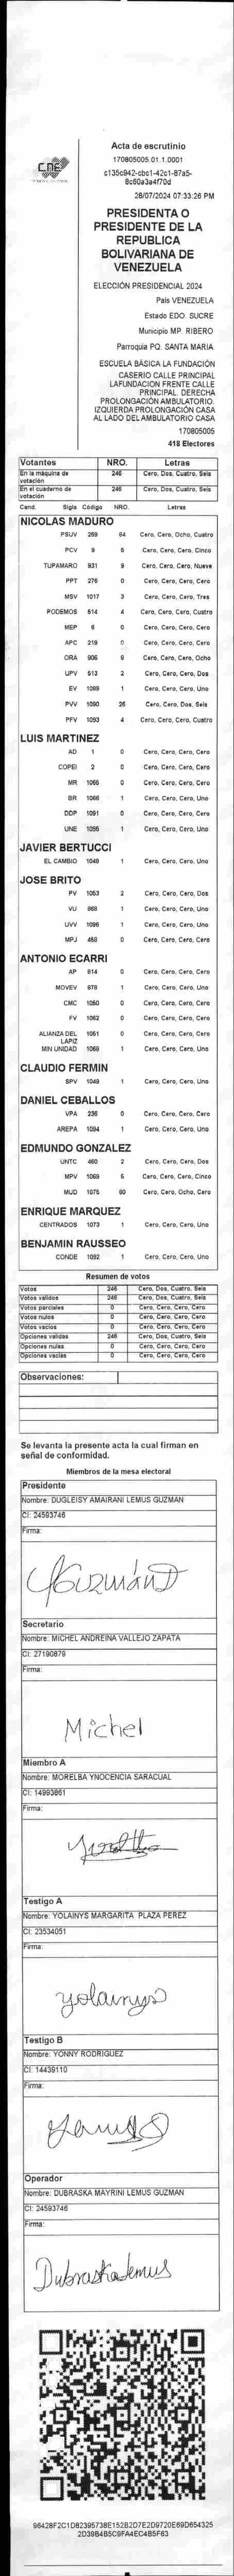 CNE
Acta de escrutinio
170805005.01.1.0001
c135c942-cbc1-42c1-87a5-
8c60a3a4f70d
28/07/2024 07:33:26 PM
PRESIDENTA O
PRESIDENTE DE LA
REPUBLICA
BOLIVARIANA DE
VENEZUELA
ELECCIÓN PRESIDENCIAL 2024
País VENEZUELA
Estado EDO. SUCRE
Municipio MP. RIBERO
Parroquia PQ. SANTA MARIA
ESCUELA BÁSICA LA FUNDACIÓN
CASERIO CALLE PRINCIPAL
LAFUNDACION FRENTE CALLE
PRINCIPAL. DERECHA
PROLONGACIÓN AMBULATORIO.
IZQUIERDA PROLONGACIÓN CASA
AL LADO DEL AMBULATORIO CASA
170805005
418 Electores
Votantes NRO. Letras
En la máquina de votación 246 Cero, Dos, Cuatro, Seis
En el cuaderno de votación 246 Cero, Dos, Cuatro, Seis
Cand. Sigla Código NRO. Letras
NICOLAS MADURO
PSUV 269 84 Cero, Cero, Ocho, Cuatro
PCV 9 5 Cero, Cero, Cero, Cinco
TUPAMARO 931 9 Cero, Cero, Cero, Nueve
PPT 276 0 Cero, Cero, Cero, Cero
MSV 1017 3 Cero, Cero, Cero, Tres
PODEMOS 514 4 Cero, Cero, Cero, Cuatro
MEP 6 0 Cero, Cero, Cero, Cero
APC 219 0 Cero, Cero, Cero, Cero
ORA 906 8 Cero, Cero, Cero, Ocho
UPV 513 2 Cero, Cero, Cero, Dos
EV 1089 1 Cero, Cero, Cero, Uno
PVV 1090 26 Cero, Cero, Dos, Seis
PFV 1093 4 Cero, Cero, Cero, Cuatro
LUIS MARTINEZ
AD 1 0 Cero, Cero, Cero, Cero
COPEI 2 0 Cero, Cero, Cero, Cero
MR 1065 0 Cero, Cero, Cero, Cero
BR 1066 1 Cero, Cero, Cero, Uno
DDP 1091 0 Cero, Cero, Cero, Cero
UNE 1095 1 Cero, Cero, Cero, Uno
JAVIER BERTUCCI
EL CAMBIO 1048 1 Cero, Cero, Cero, Uno
JOSE BRITO
PV 1053 2 Cero, Cero, Cero, Dos
VU 868 1 Cero, Cero, Cero, Uno
UVV 1096 1 Cero, Cero, Cero, Uno
MPJ 458 0 Cero, Cero, Cero, Cero
ANTONIO ECARRI
AP 814 0 Cero, Cero, Cero, Cero
MOVEV 878 1 Cero, Cero, Cero, Uno
CMC 1050 0 Cero, Cero, Cero, Cero
FV 1062 0 Cero, Cero, Cero, Cero
ALIANZA DEL LAPIZ 1051 0 Cero, Cero, Cero, Cero
MIN UNIDAD 1068 1 Cero, Cero, Cero, Uno
CLAUDIO FERMIN
SPV 1049 1 Cero, Cero, Cero, Uno
DANIEL CEBALLOS
VPA 236 0 Cero, Cero, Cero, Cero
AREPA 1094 1 Cero, Cero, Cero, Uno
EDMUNDO GONZALEZ
UNTC 460 2 Cero, Cero, Cero, Dos
MPV 1069 5 Cero, Cero, Cero, Cinco
MUD 1075 80 Cero, Cero, Ocho, Cero
ENRIQUE MARQUEZ
CENTRADOS 1073 1 Cero, Cero, Cero, Uno
BENJAMIN RAUSSEO
CONDE 1092 1 Cero, Cero, Cero, Uno
Resumen de votos
Votos 246 Cero, Dos, Cuatro, Seis
Votos validos 246 Cero, Dos, Cuatro, Seis
Votos parciales 0 Cero, Cero, Cero, Cero
Votos nulos 0 Cero, Cero, Cero, Cero
Votos vacios 0 Cero, Cero, Cero, Cero
Opciones validas 246 Cero, Dos, Cuatro, Seis
Opciones nulas 0 Cero, Cero, Cero, Cero
Opciones vacias 0 Cero, Cero, Cero, Cero
Observaciones:
Se levanta la presente acta la cual firman en
señal de conformidad.
Miembros de la mesa electoral
Presidente
Nombre: DUGLEISY AMAIRANI LEMUS GUZMAN
CI: 24593746
Firma:
Guzmán D
Secretario
Nombre: MICHEL ANDREINA VALLEJO ZAPATA
CI: 27190879
Firma:
Michel
Miembro A
Nombre: MORELBA YNOCENCIA SARACUAL
CI: 14993861
Firma:
Testigo A
Nombre: YOLAINYS MARGARITA PLAZA PEREZ
CI: 23534051
Firma:
yolainys
Testigo B
Nombre: YONNY RODRIGUEZ
CI: 14439110
Firma:
Operador
Nombre: DUBRASKA MAYRINI LEMUS GUZMAN
CI: 24593746
Firma:
Dubraska Lemus
96428F2C1D62395738E152B2D7E2D9720E69D654325
2D39B4B5C9FA4EC4B5F63